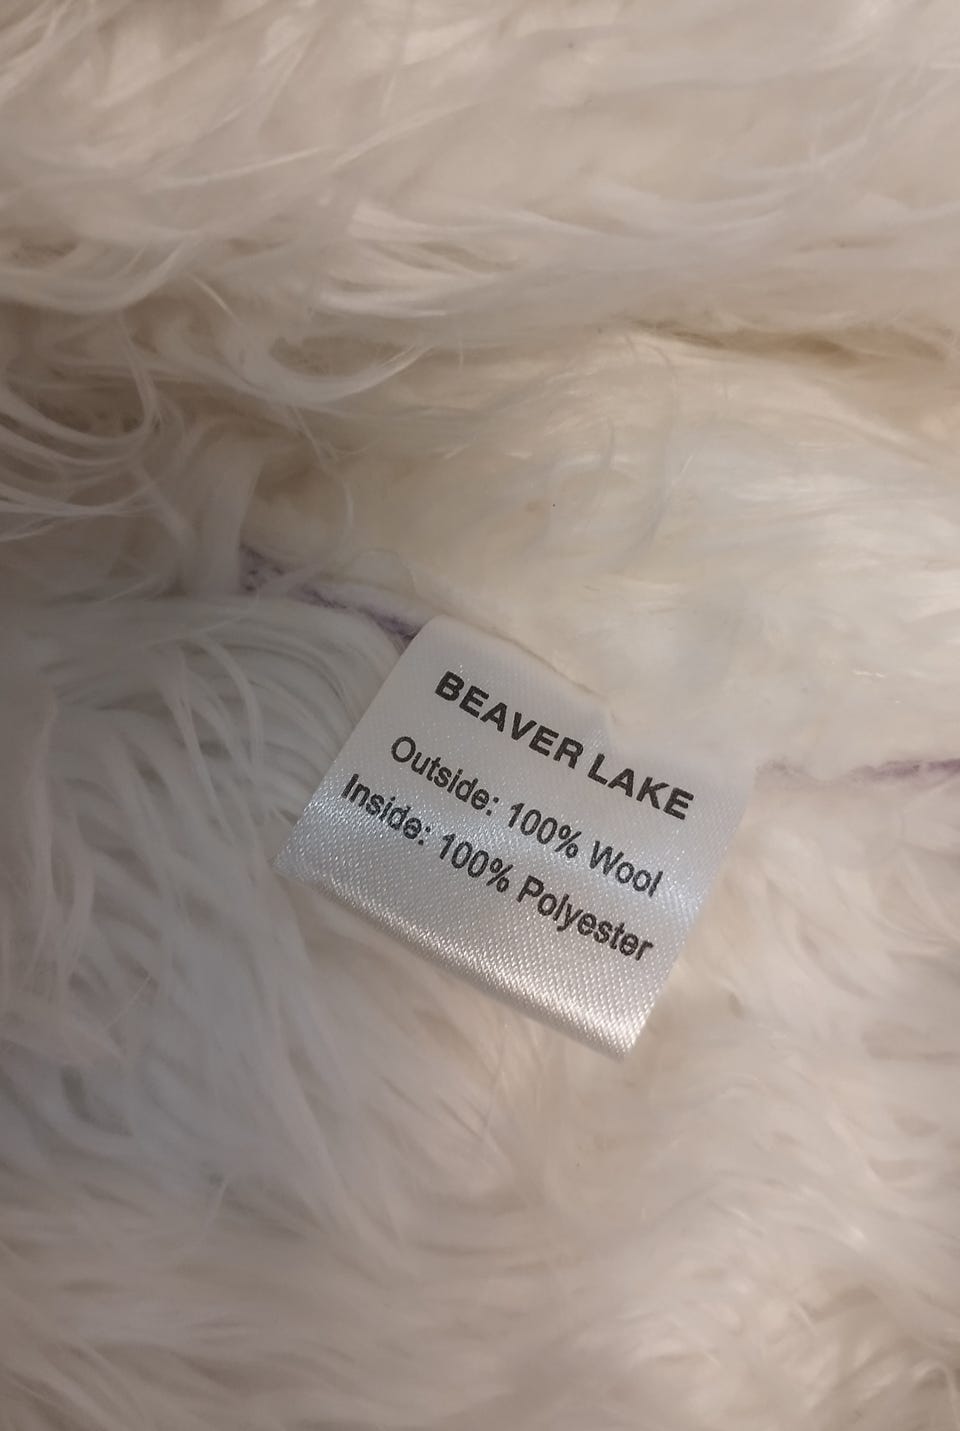 BEAVER LAKE
Outside: 100% Wool
Inside: 100% Polyester